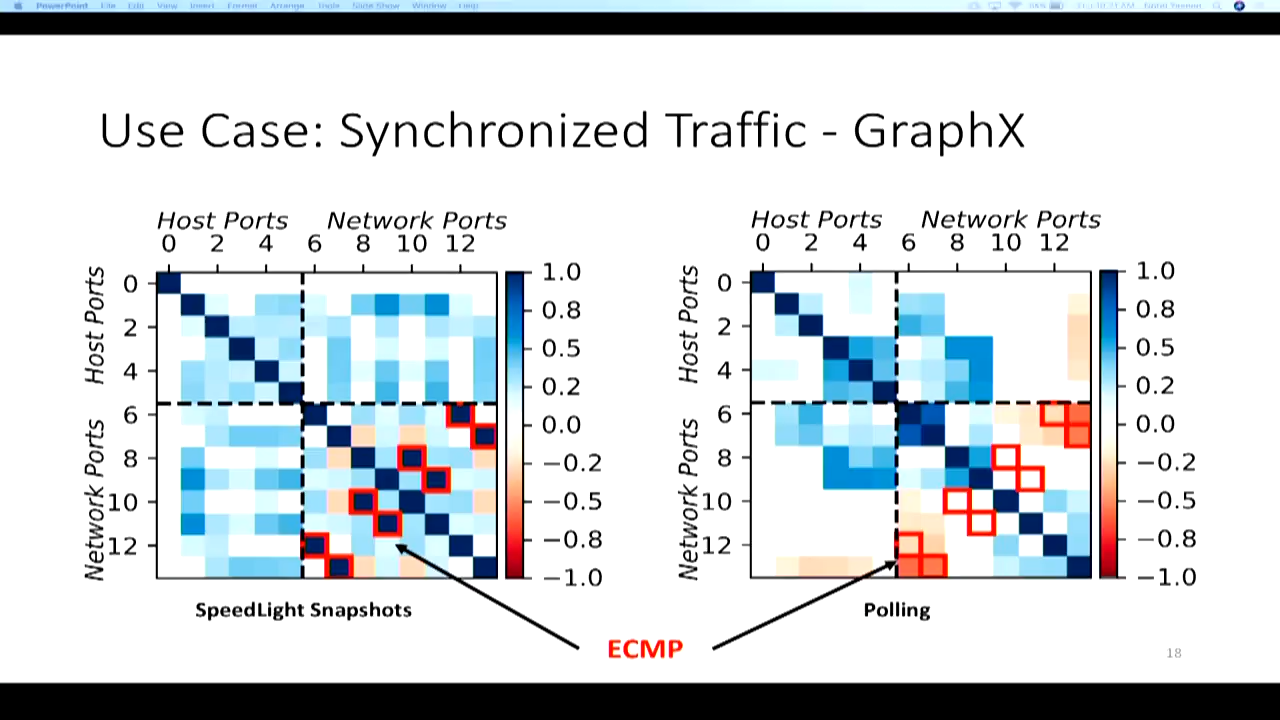 PowerPoint File Edit View Insert Format Arrange Tools Slide Show Window Help
Use Case: Synchronized Traffic - GraphX
Host Ports Network Ports
0 2 4 6 8 10 12
Host Ports
Network Ports
0
2
4
6
8
10
12
1.0
0.8
0.5
0.2
0.0
−0.2
−0.5
−0.8
−1.0
SpeedLight Snapshots
Host Ports Network Ports
0 2 4 6 8 10 12
Host Ports
Network Ports
0
2
4
6
8
10
12
1.0
0.8
0.5
0.2
0.0
−0.2
−0.5
−0.8
−1.0
Polling
ECMP
18